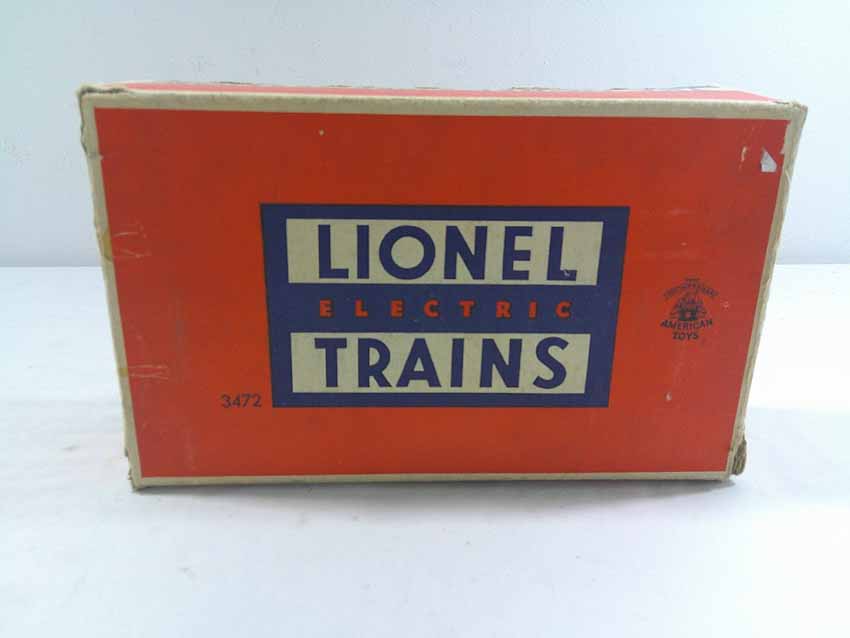 LIONEL
ELECTRIC
TRAINS
3472
AMERICAN
TOYS